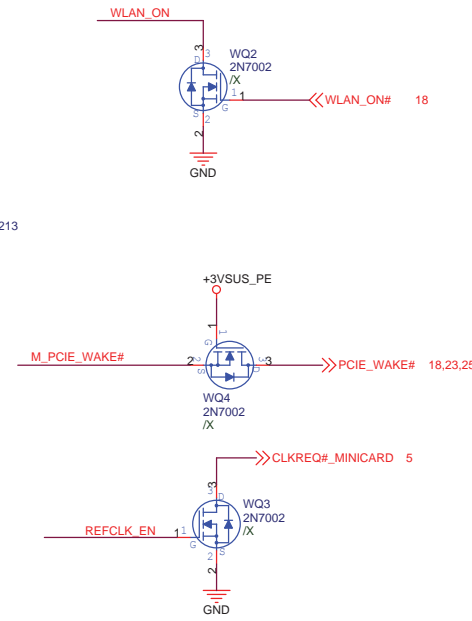 WLAN_ON
3
3
D
WQ2
2N7002
/X
1
1
G
WLAN_ON# 18
S
2
2
GND
213
+3VSUS_PE
1
1
G
M_PCIE_WAKE#
2
2
S
3
3
D
PCIE_WAKE# 18,23,25
WQ4
2N7002
/X
CLKREQ#_MINICARD 5
3
3
D
WQ3
2N7002
/X
REFCLK_EN
1
1
G
S
2
2
GND